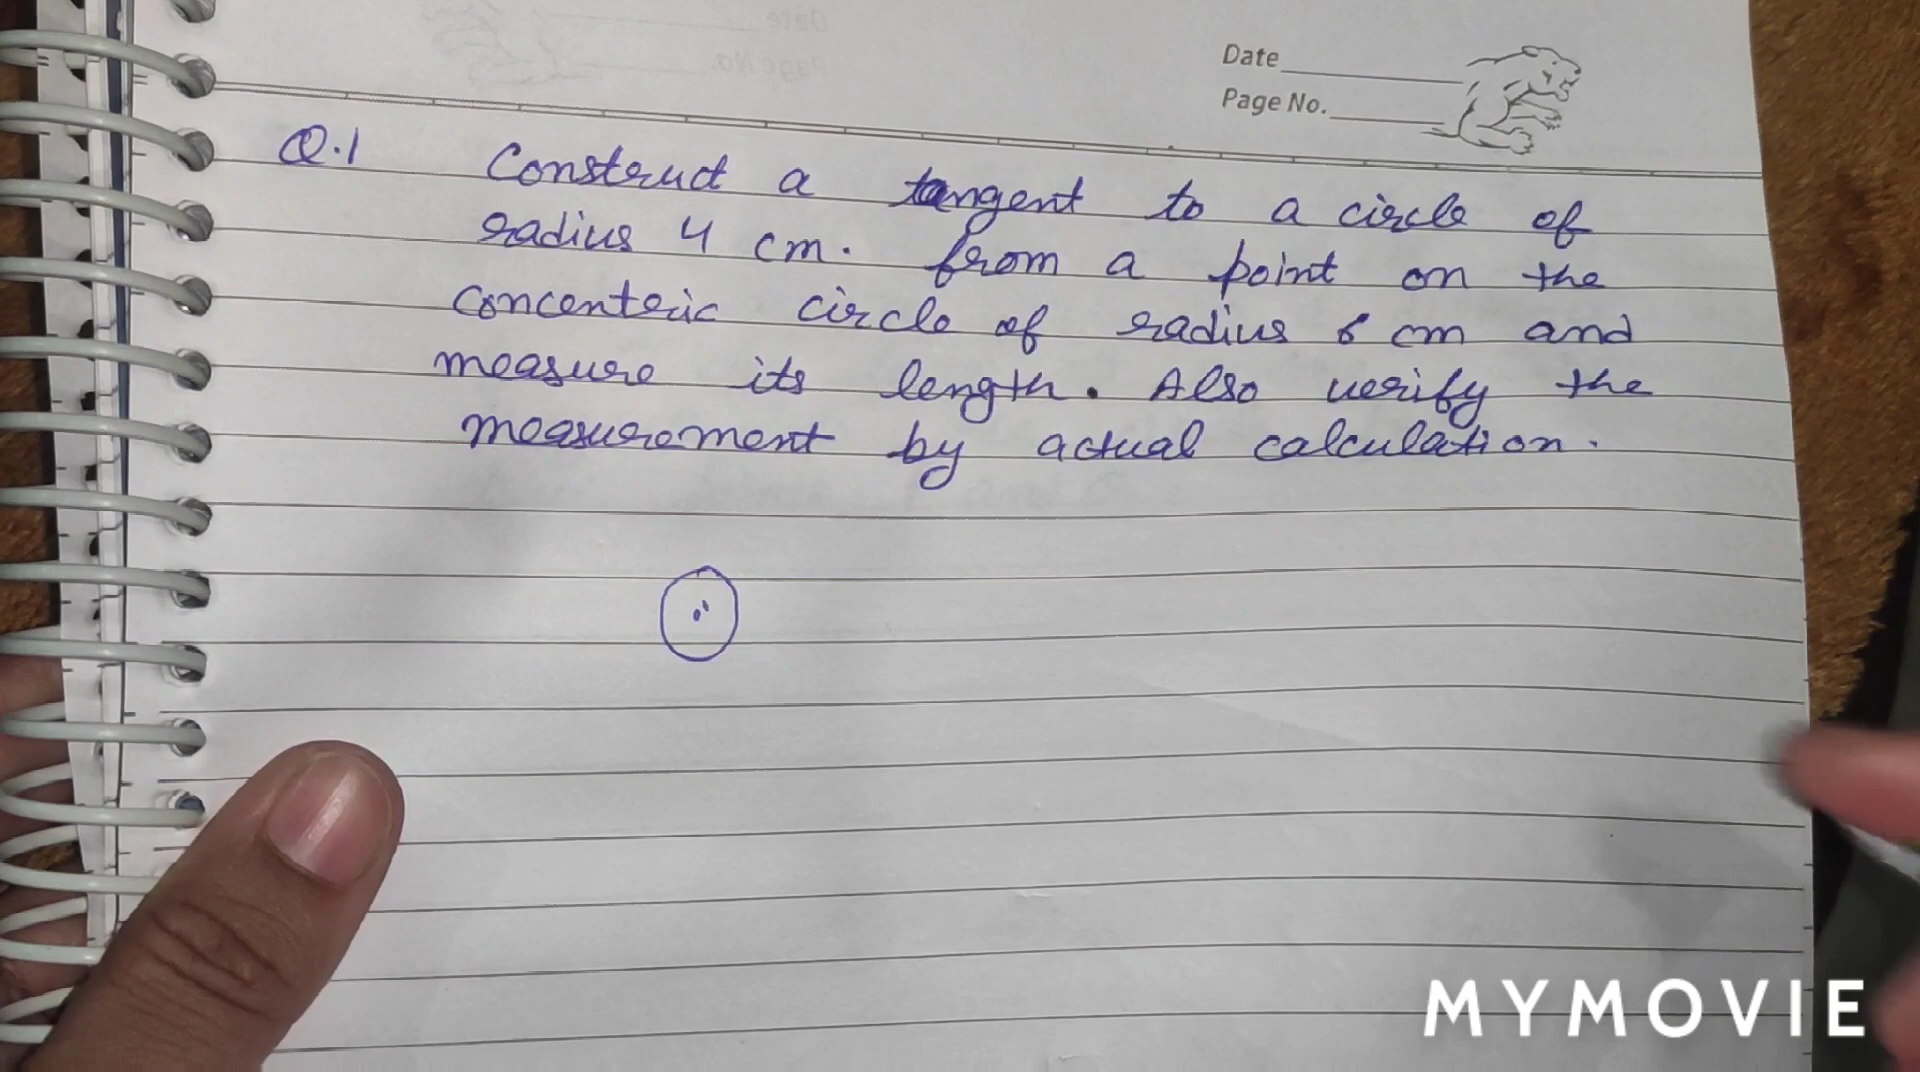 Date
Page No.
Q.1 Construct a tangent to a circle of
radius 4 cm. from a point on the
concentric circle of radius 6 cm and
measure its length. Also verify the
measurement by actual calculation.
MYMOVIE